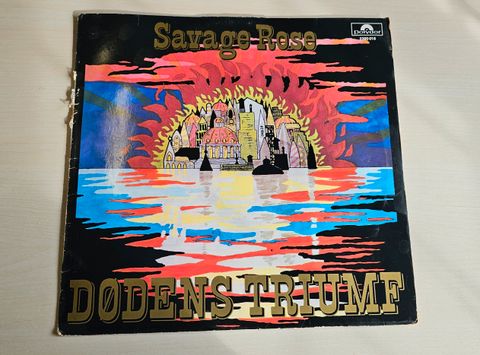 Savage Rose
Polydor
DØDENS TRIUMF